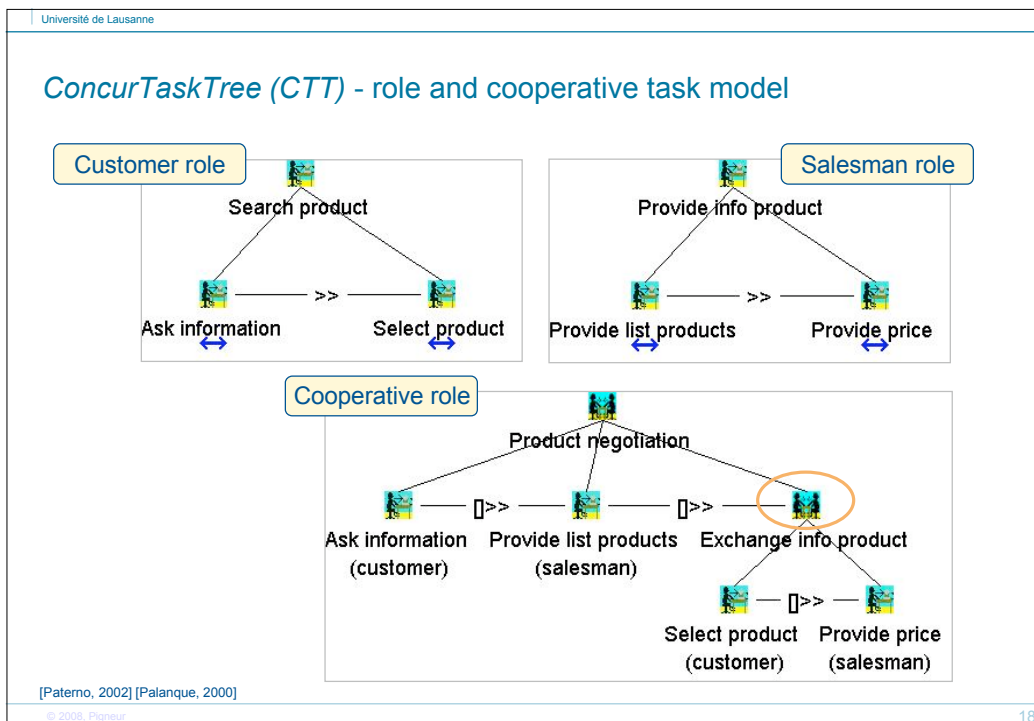 Université de Lausanne
ConcurTaskTree (CTT) - role and cooperative task model
Customer role
Search product
>>
Ask information
Select product
Salesman role
Provide info product
>>
Provide list products
Provide price
Cooperative role
Product negotiation
[]>>
[]>>
Ask information
(customer)
Provide list products
(salesman)
Exchange info product
[]>>
Select product
(customer)
Provide price
(salesman)
[Paterno, 2002] [Palanque, 2000]
© 2008, Pigneur
18